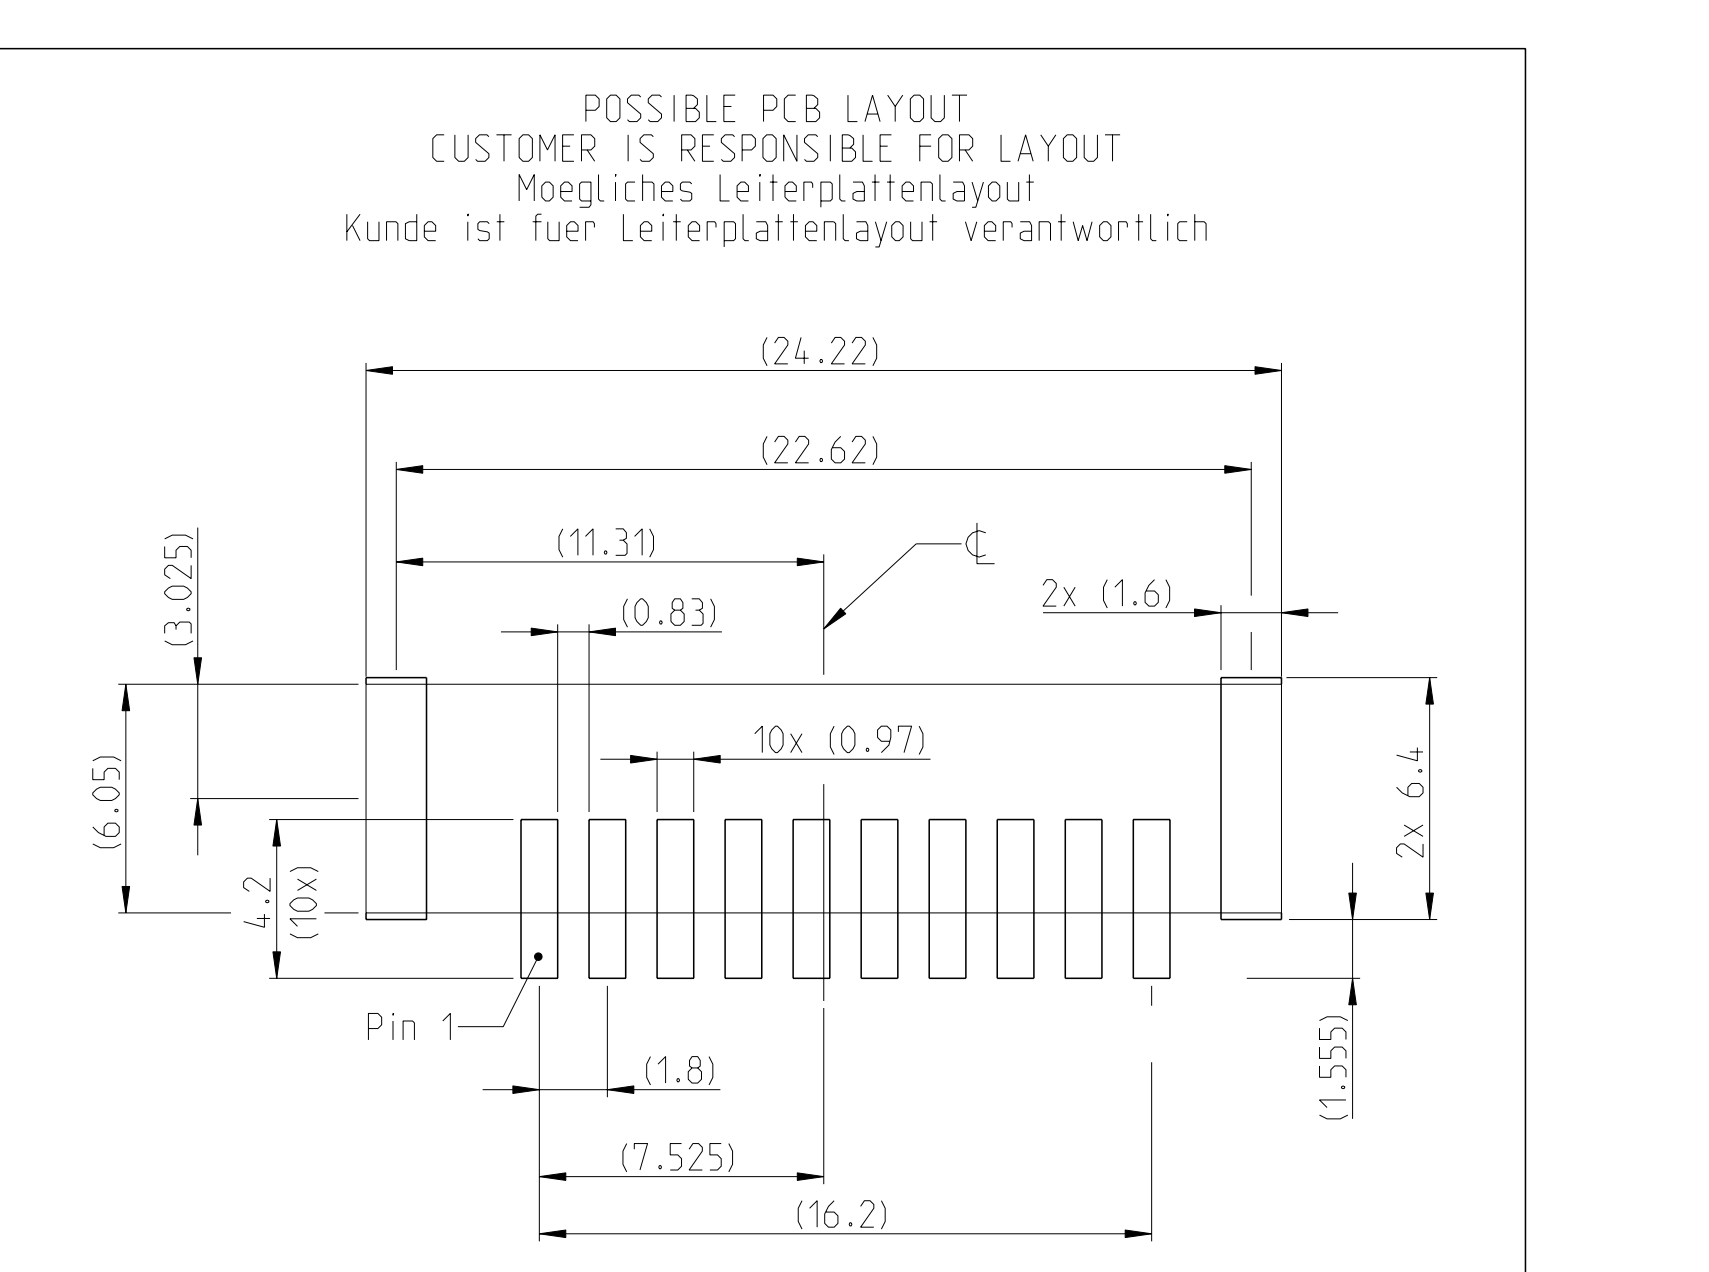 POSSIBLE PCB LAYOUT
CUSTOMER IS RESPONSIBLE FOR LAYOUT
Moegliches Leiterplattenlayout
Kunde ist fuer Leiterplattenlayout verantwortlich
(24.22)
(22.62)
(11.31)
℄
(3.025)
2x (1.6)
(0.83)
10x (0.97)
(6.05)
2x 6.4
4.2
(10x)
Pin 1
(1.8)
(1.555)
(7.525)
(16.2)